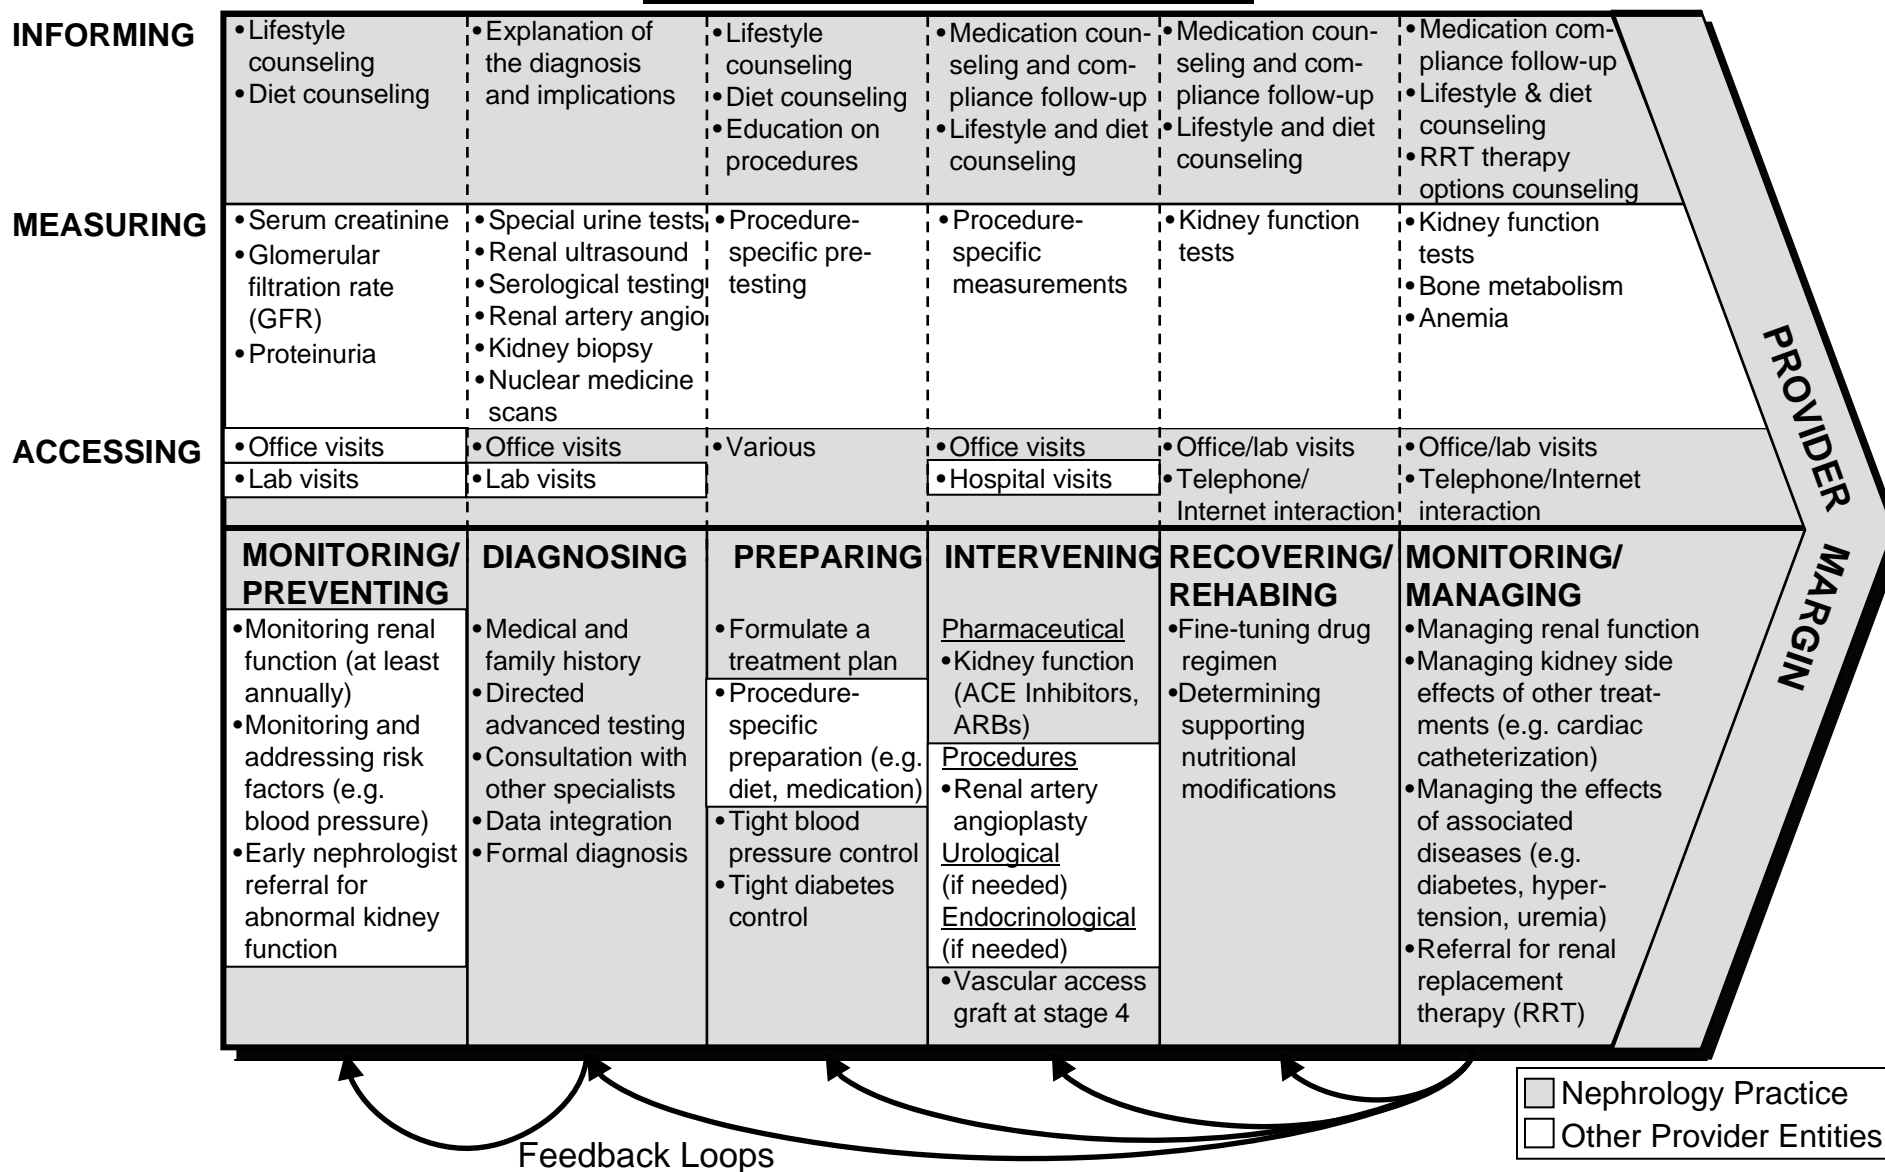 INFORMING
•Lifestyle
counseling
•Diet counseling
•Explanation of
the diagnosis
and implications
•Lifestyle
counseling
•Diet counseling
•Education on
procedures
•Medication coun-
seling and com-
pliance follow-up
•Lifestyle and diet
counseling
•Medication coun-
seling and com-
pliance follow-up
•Lifestyle and diet
counseling
•Medication com-
pliance follow-up
•Lifestyle & diet
counseling
•RRT therapy
options counseling
MEASURING
•Serum creatinine
•Glomerular
filtration rate
(GFR)
•Proteinuria
•Special urine tests
•Renal ultrasound
•Serological testing
•Renal artery angio
•Kidney biopsy
•Nuclear medicine
scans
•Procedure-
specific pre-
testing
•Procedure-
specific
measurements
•Kidney function
tests
•Kidney function
tests
•Bone metabolism
•Anemia
ACCESSING
•Office visits
•Lab visits
•Office visits
•Lab visits
•Various
•Office visits
•Hospital visits
•Office/lab visits
•Telephone/
Internet interaction
•Office/lab visits
•Telephone/Internet
interaction
MONITORING/
PREVENTING
•Monitoring renal
function (at least
annually)
•Monitoring and
addressing risk
factors (e.g.
blood pressure)
•Early nephrologist
referral for
abnormal kidney
function
DIAGNOSING
•Medical and
family history
•Directed
advanced testing
•Consultation with
other specialists
•Data integration
•Formal diagnosis
PREPARING
•Formulate a
treatment plan
•Procedure-
specific
preparation (e.g.
diet, medication)
•Tight blood
pressure control
•Tight diabetes
control
INTERVENING
Pharmaceutical
•Kidney function
(ACE Inhibitors,
ARBs)
Procedures
•Renal artery
angioplasty
Urological
(if needed)
Endocrinological
(if needed)
•Vascular access
graft at stage 4
RECOVERING/
REHABING
•Fine-tuning drug
regimen
•Determining
supporting
nutritional
modifications
MONITORING/
MANAGING
•Managing renal function
•Managing kidney side
effects of other treat-
ments (e.g. cardiac
catheterization)
•Managing the effects
of associated
diseases (e.g.
diabetes, hyper-
tension, uremia)
•Referral for renal
replacement
therapy (RRT)
PROVIDER MARGIN
Feedback Loops
Nephrology Practice
Other Provider Entities